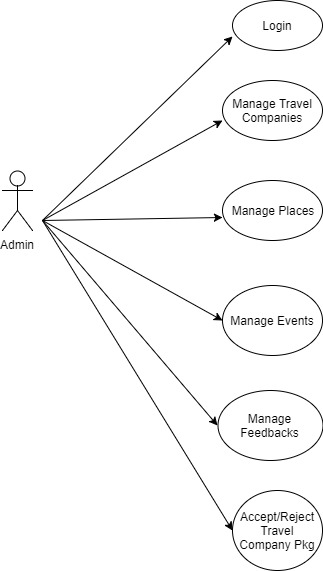 Login
Manage Travel
Companies
Admin
Manage Places
Manage Events
Manage
Feedbacks
Accept/Reject
Travel
Company Pkg